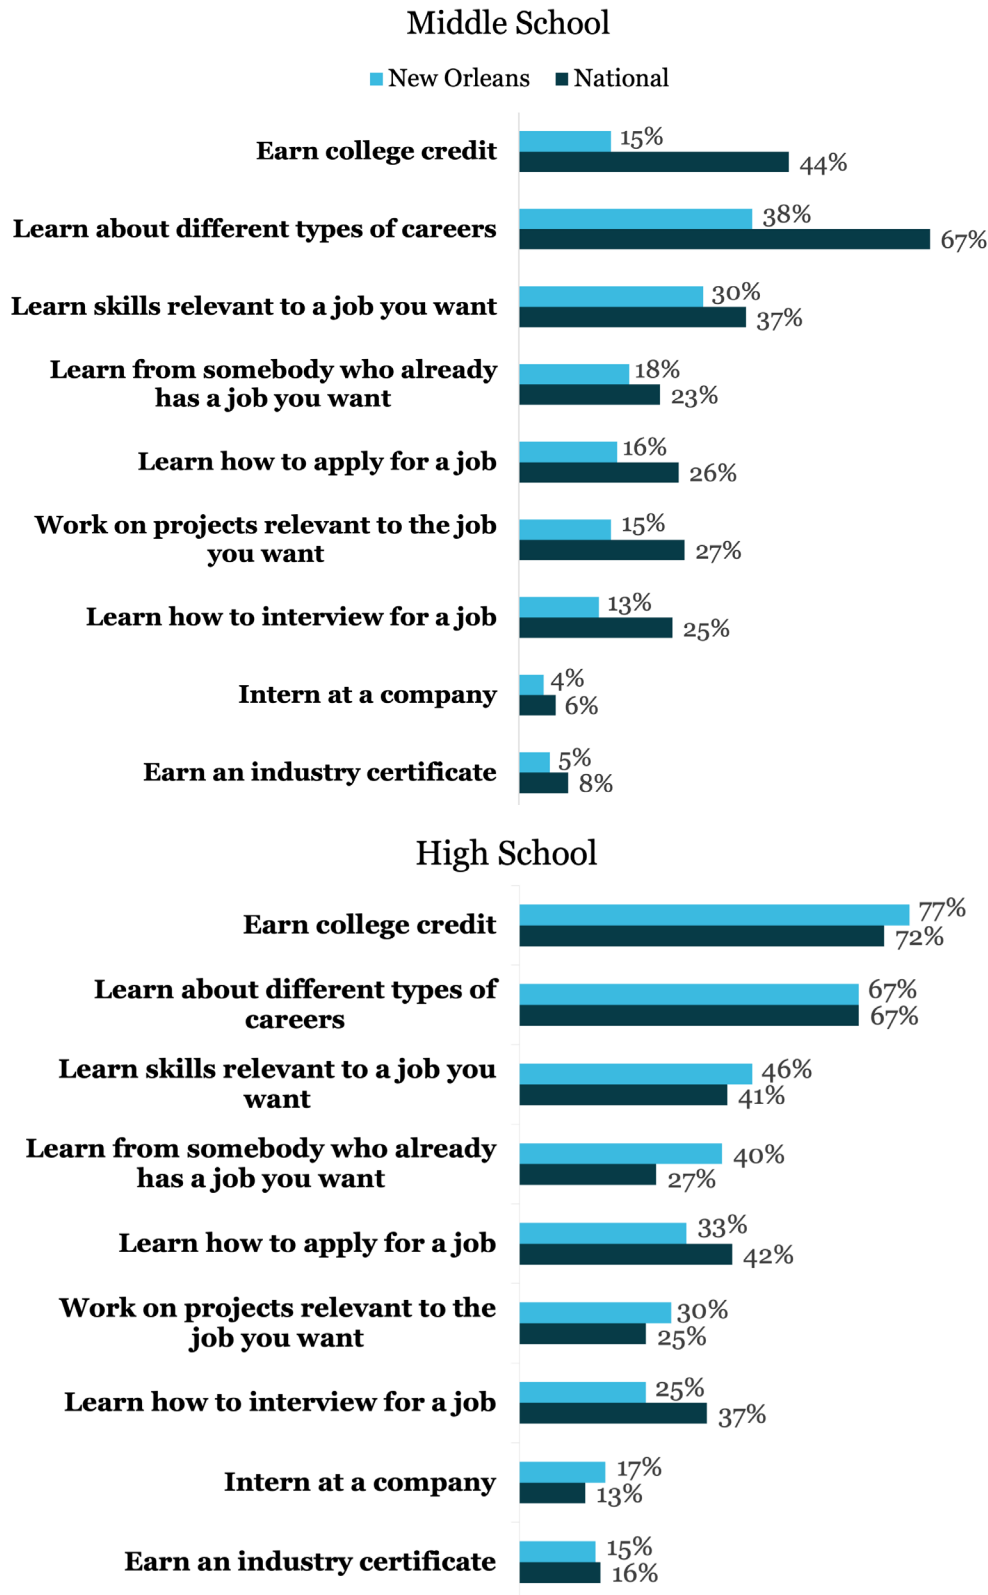 Middle School
New Orleans National
Earn college credit
15%
44%
Learn about different types of careers
38%
67%
Learn skills relevant to a job you want
30%
37%
Learn from somebody who already
has a job you want
18%
23%
Learn how to apply for a job
16%
26%
Work on projects relevant to the job
you want
15%
27%
Learn how to interview for a job
13%
25%
Intern at a company
4%
6%
Earn an industry certificate
5%
8%
High School
Earn college credit
77%
72%
Learn about different types of
careers
67%
67%
Learn skills relevant to a job you
want
46%
41%
Learn from somebody who already
has a job you want
40%
27%
Learn how to apply for a job
33%
42%
Work on projects relevant to the
job you want
30%
25%
Learn how to interview for a job
25%
37%
Intern at a company
17%
13%
Earn an industry certificate
15%
16%